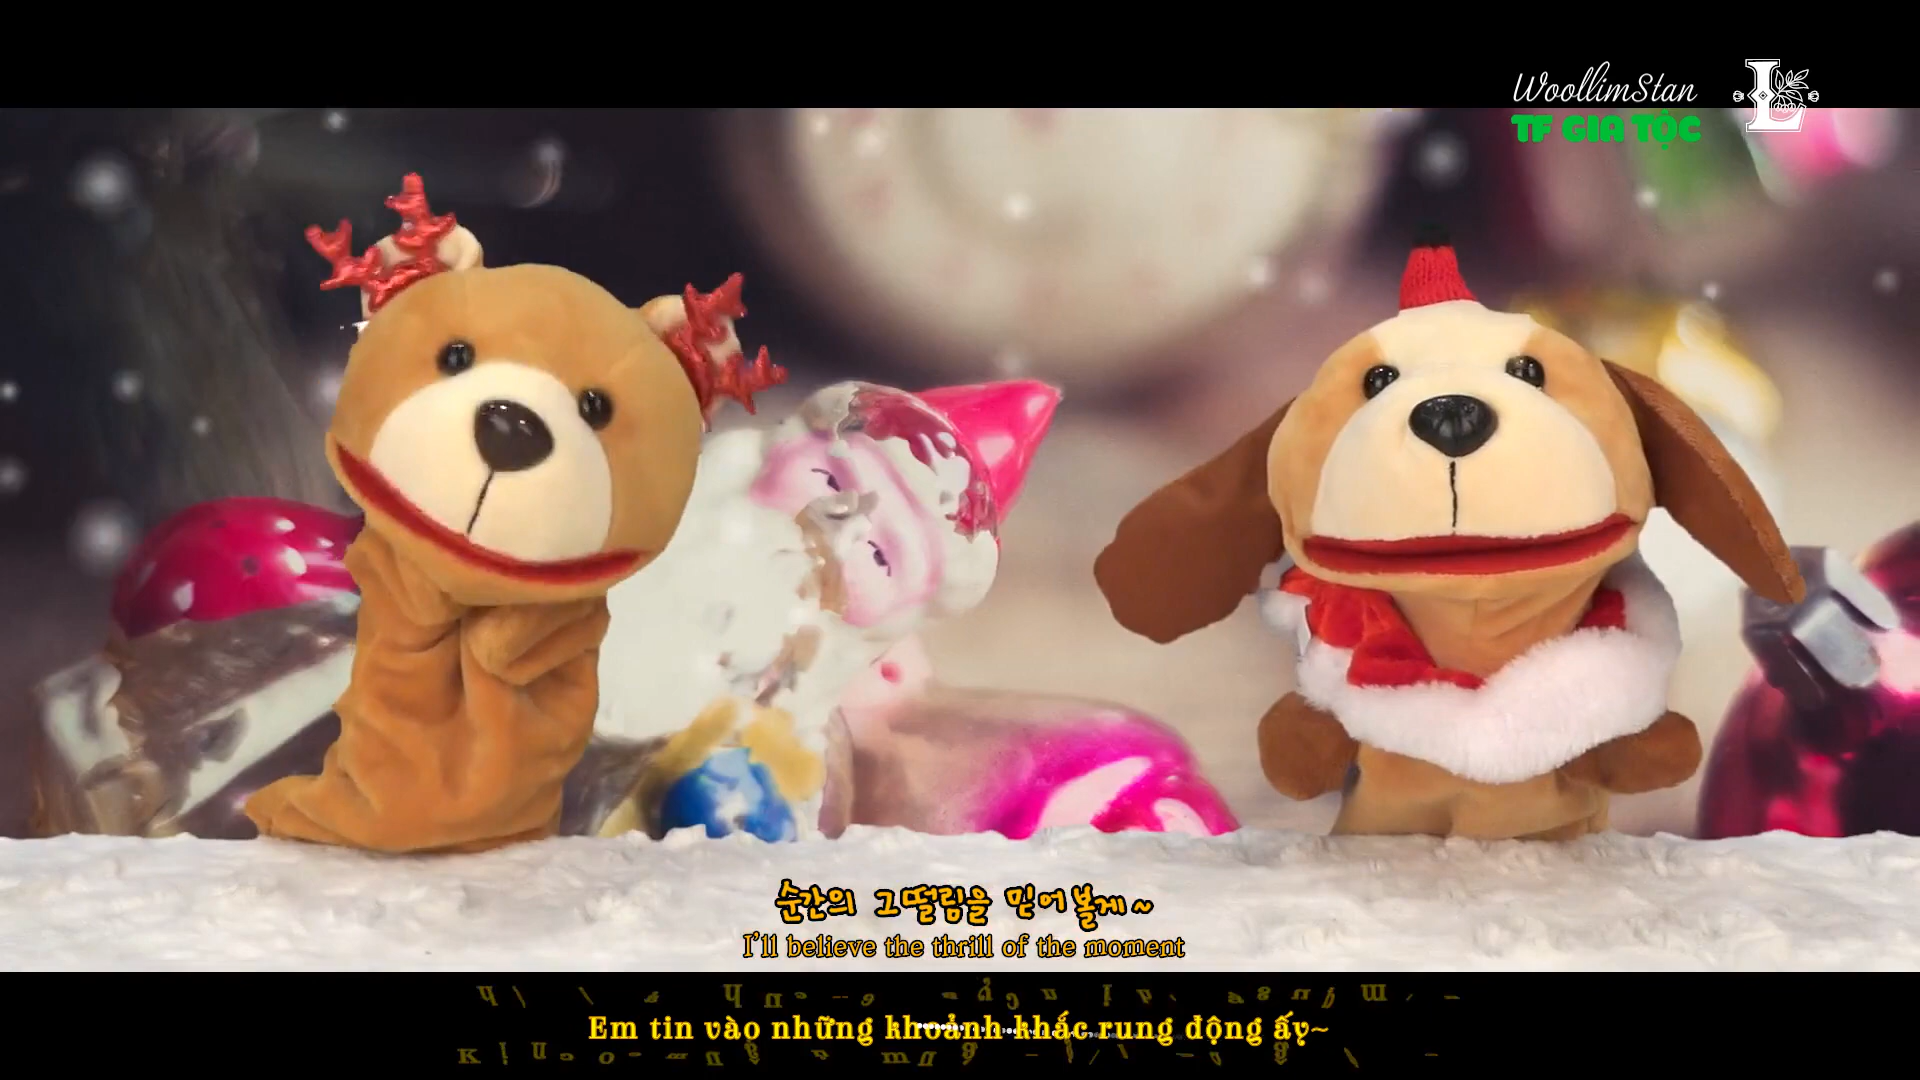 WoollimStan
TF GIA TỘC
L
순간의 그 떨림을 믿어볼게~
I'll believe the thrill of the moment
Em tin vào những khoảnh khắc rung động ấy~